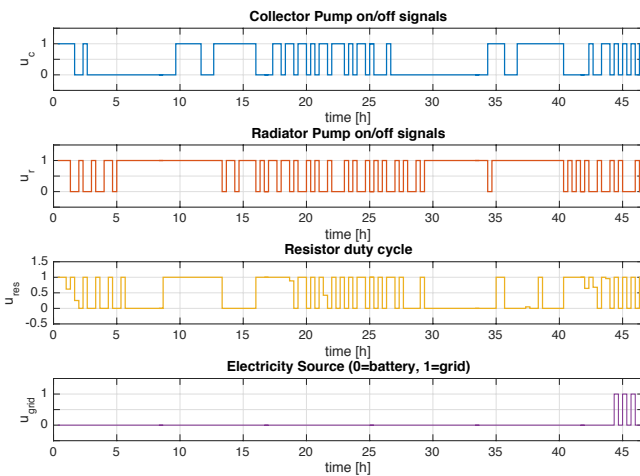 Collector Pump on/off signals
u_c
1
0
0 5 10 15 20 25 30 35 40 45
time [h]
Radiator Pump on/off signals
u_r
1
0
0 5 10 15 20 25 30 35 40 45
time [h]
Resistor duty cycle
u_res
1.5
1
0.5
0
-0.5
0 5 10 15 20 25 30 35 40 45
time [h]
Electricity Source (0=battery, 1=grid)
u_grid
1
0
0 5 10 15 20 25 30 35 40 45
time [h]